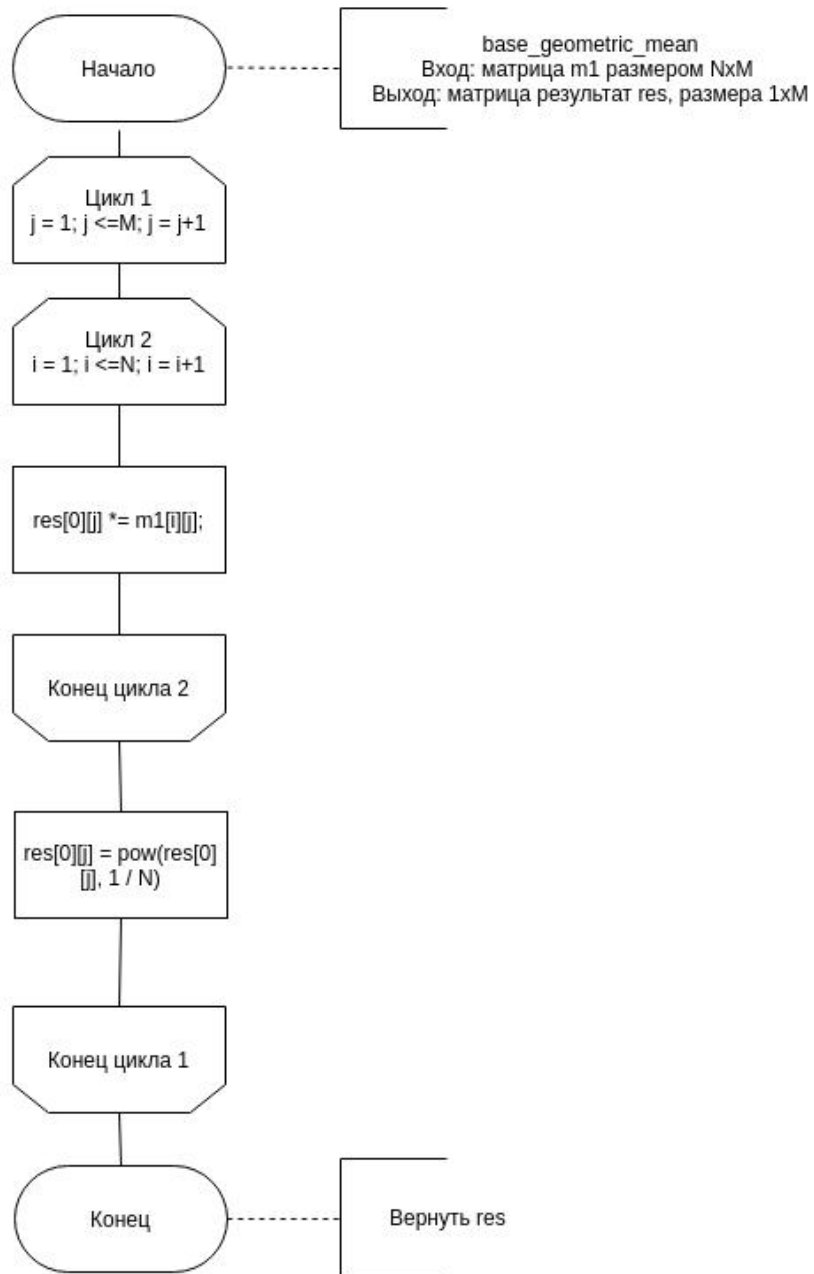 Начало
base_geometric_mean
Вход: матрица m1 размером NxM
Выход: матрица результат res, размера 1xM
Цикл 1
j = 1; j <=M; j = j+1
Цикл 2
i = 1; i <=N; i = i+1
res[0][j] *= m1[i][j];
Конец цикла 2
res[0][j] = pow(res[0]
[j], 1 / N)
Конец цикла 1
Конец
Вернуть res